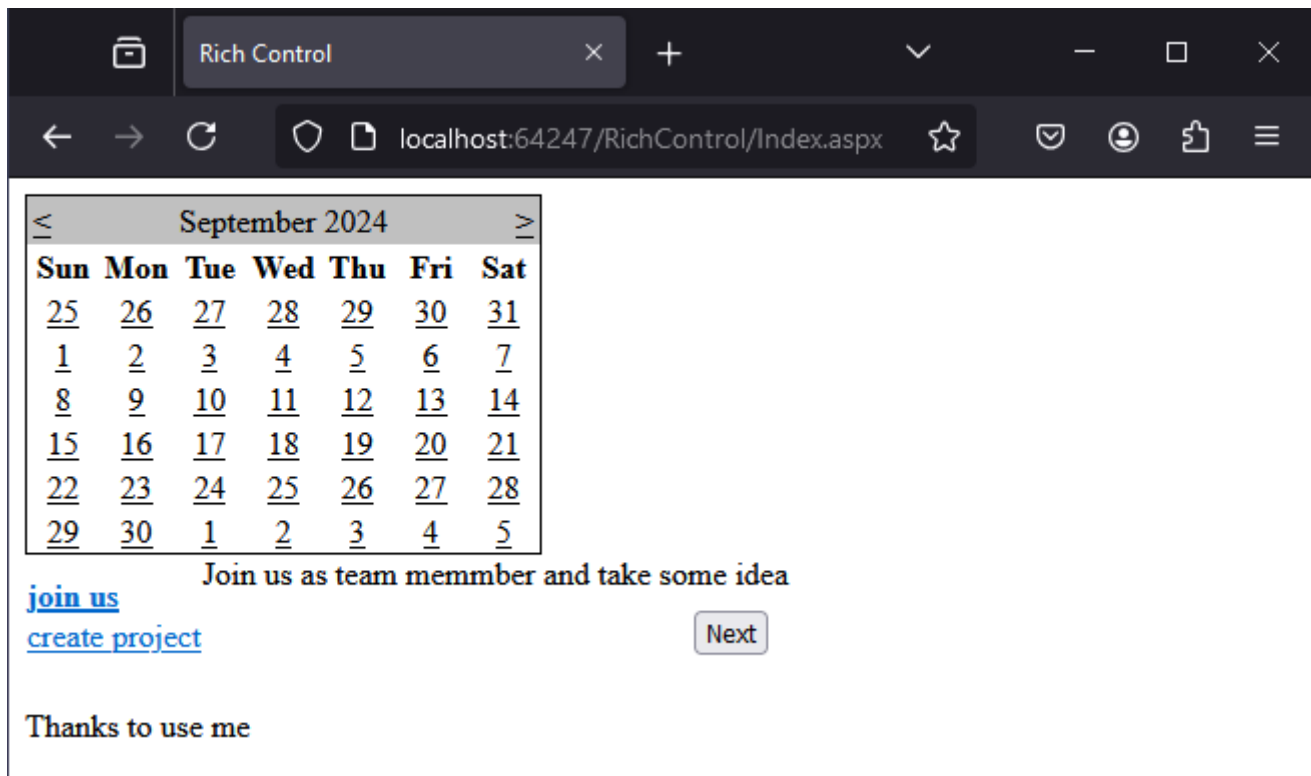 Rich Control
localhost:64247/RichControl/Index.aspx
< September 2024 >
Sun Mon Tue Wed Thu Fri Sat
25 26 27 28 29 30 31
1 2 3 4 5 6 7
8 9 10 11 12 13 14
15 16 17 18 19 20 21
22 23 24 25 26 27 28
29 30 1 2 3 4 5
Join us as team memmber and take some idea
join us
create project
Next
Thanks to use me